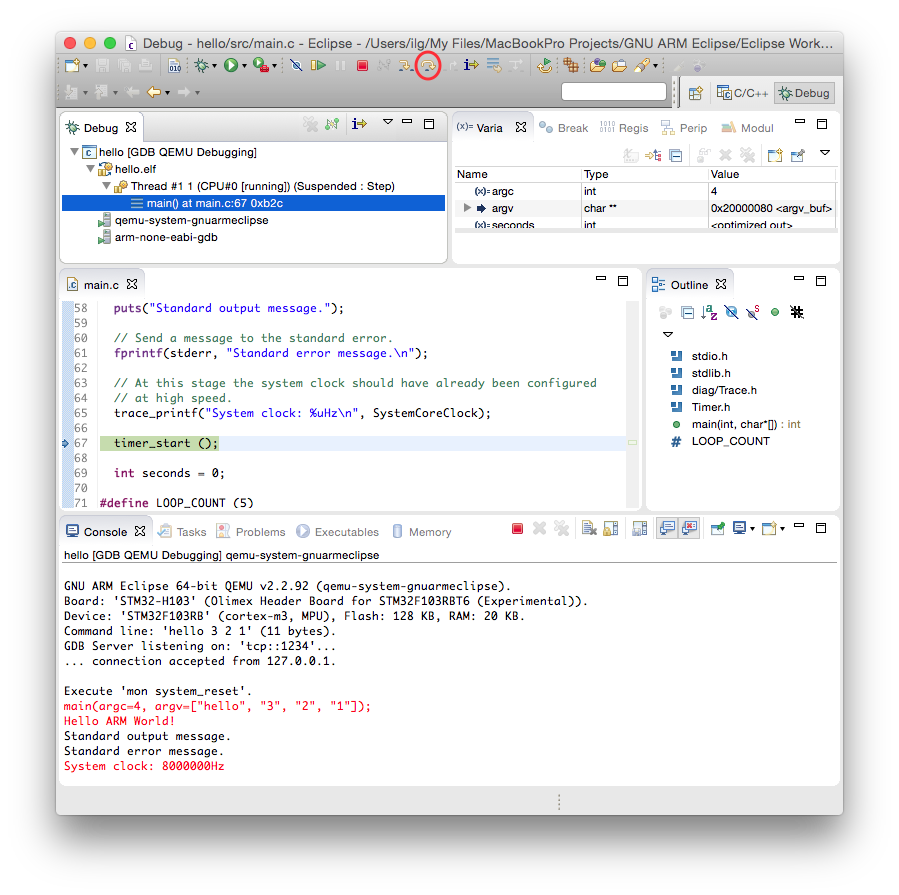 Debug - hello/src/main.c - Eclipse - /Users/ilg/My Files/MacBookPro Projects/GNU ARM Eclipse/Eclipse Work…
C/C++ Debug
Debug
hello [GDB QEMU Debugging]
hello.elf
Thread #1 1 (CPU#0 [running]) (Suspended : Step)
main() at main.c:67 0xb2c
qemu-system-gnuarmeclipse
arm-none-eabi-gdb
(x)= Varia Break Regis Perip Modul
Name Type Value
(x)= argc int 4
argv char ** 0x20000080 <argv_buf>
(x)= seconds int <optimized out>
main.c
58 puts("Standard output message.");
59
60 // Send a message to the standard error.
61 fprintf(stderr, "Standard error message.\n");
62
63 // At this stage the system clock should have already been configured
64 // at high speed.
65 trace_printf("System clock: %uHz\n", SystemCoreClock);
66
67 timer_start ();
68
69 int seconds = 0;
70
71 #define LOOP_COUNT (5)
Outline
stdio.h
stdlib.h
diag/Trace.h
Timer.h
main(int, char*[]) : int
# LOOP_COUNT
Console Tasks Problems Executables Memory
hello [GDB QEMU Debugging] qemu-system-gnuarmeclipse
GNU ARM Eclipse 64-bit QEMU v2.2.92 (qemu-system-gnuarmeclipse).
Board: 'STM32-H103' (Olimex Header Board for STM32F103RBT6 (Experimental)).
Device: 'STM32F103RB' (cortex-m3, MPU), Flash: 128 KB, RAM: 20 KB.
Command line: 'hello 3 2 1' (11 bytes).
GDB Server listening on: 'tcp::1234'...
... connection accepted from 127.0.0.1.
Execute 'mon system_reset'.
main(argc=4, argv=["hello", "3", "2", "1"]);
Hello ARM World!
Standard output message.
Standard error message.
System clock: 8000000Hz